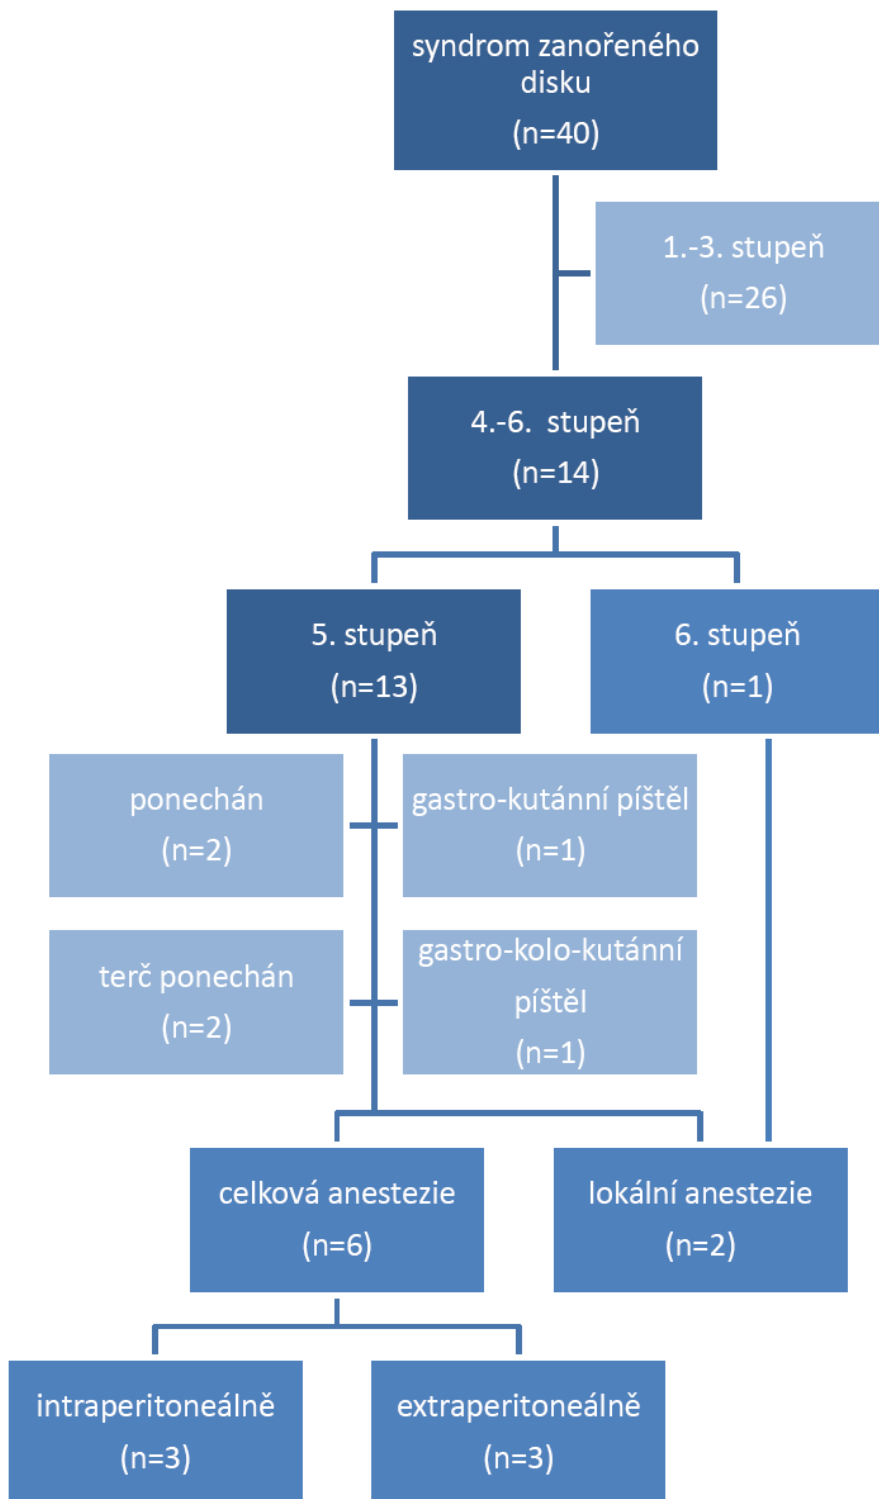 syndrom zanořeného
disku
(n=40)
1.-3. stupeň
(n=26)
4.-6. stupeň
(n=14)
5. stupeň
(n=13)
6. stupeň
(n=1)
ponechán
(n=2)
gastro-kutánní píštěl
(n=1)
terč ponechán
(n=2)
gastro-kolo-kutánní
píštěl
(n=1)
celková anestezie
(n=6)
lokální anestezie
(n=2)
intraperitoneálně
(n=3)
extraperitoneálně
(n=3)